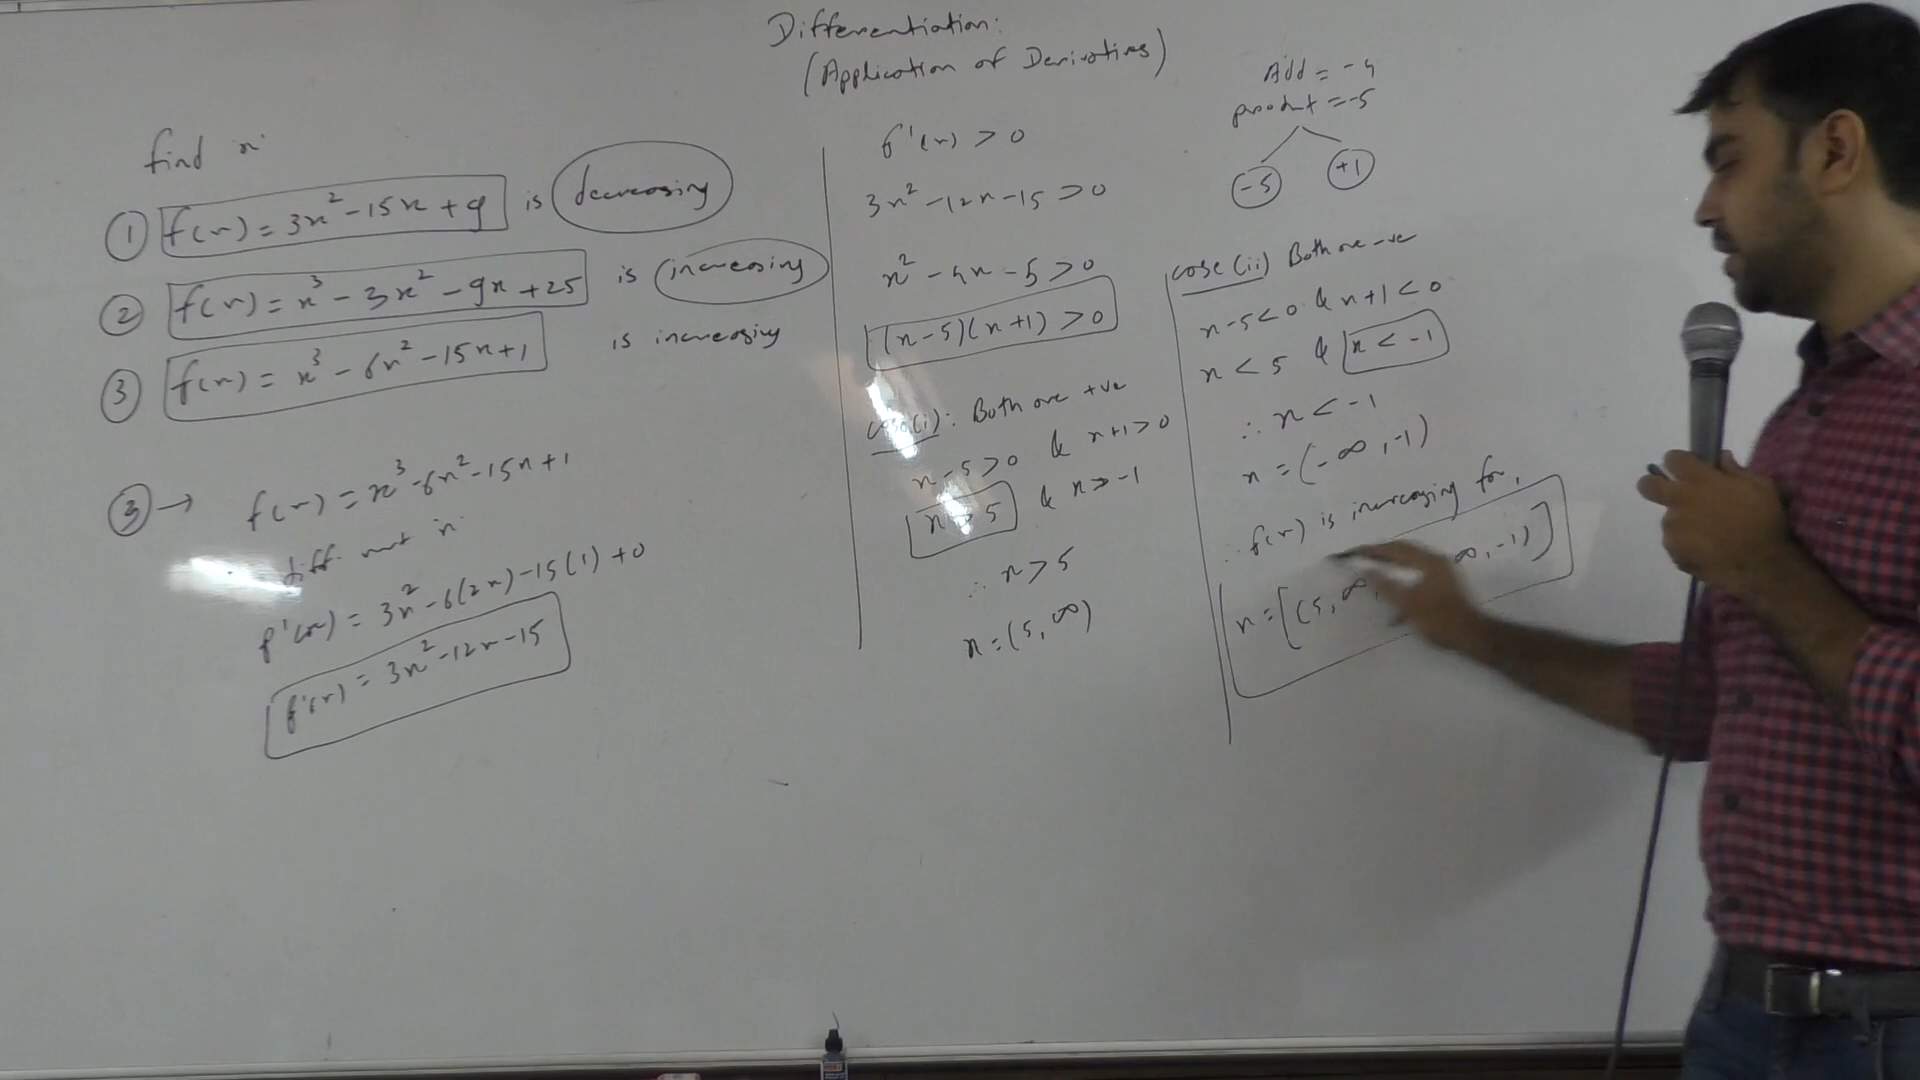 Differentiation:
(Application of Derivatives)
find x
① f(x) = 3x² - 15x + 9 is decreasing
② f(x) = x³ - 3x² - 9x + 25 is increasing
③ f(x) = x³ - 6x² - 15x + 1 is increasing
③ → f(x) = x³ - 6x² - 15x + 1
diff. wrt 'x'
f'(x) = 3x² - 6(2x) - 15(1) + 0
f'(x) = 3x² - 12x - 15
f'(x) > 0
3x² - 12x - 15 > 0
x² - 4x - 5 > 0
(x-5)(x+1) > 0
case(i): Both are +ve
x-5>0 & x+1>0
x > 5 & x > -1
∴ x > 5
x = (5, ∞)
Add = -4
product = -5
-5 +1
case (ii) Both are -ve
x-5<0 & x+1<0
x < 5 & x < -1
∴ x < -1
x = (-∞, -1)
∴ f(x) is increasing for,
x = [(5, ∞, ∞, -1)]